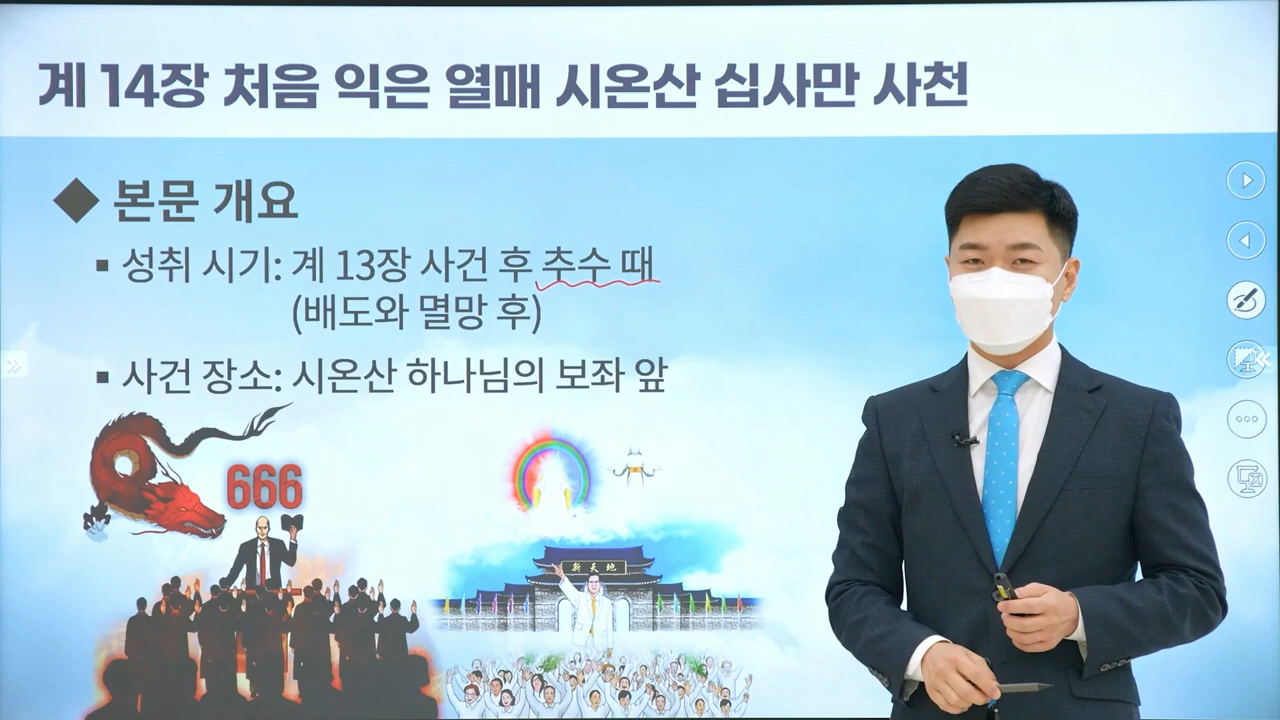 계 14장 처음 익은 열매 시온산 십사만 사천
◆ 본문 개요
▪ 성취 시기: 계 13장 사건 후 추수 때
(배도와 멸망 후)
▪ 사건 장소: 시온산 하나님의 보좌 앞
666
新天地